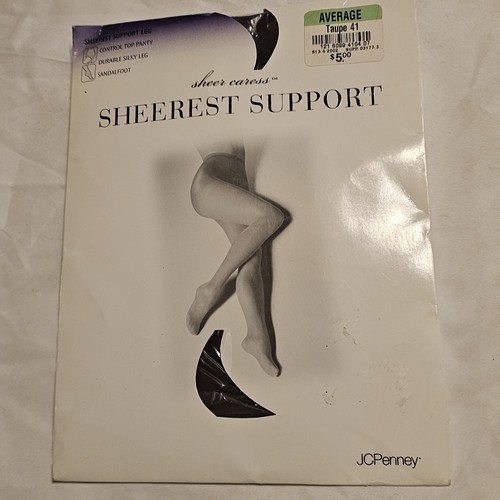 SHEEREST SUPPORT LEG
CONTROL TOP PANTY
DURABLE SILKY LEG
SANDALFOOT
AVERAGE
Taupe 41
$5.00
sheer caress™
SHEEREST SUPPORT
JCPenney